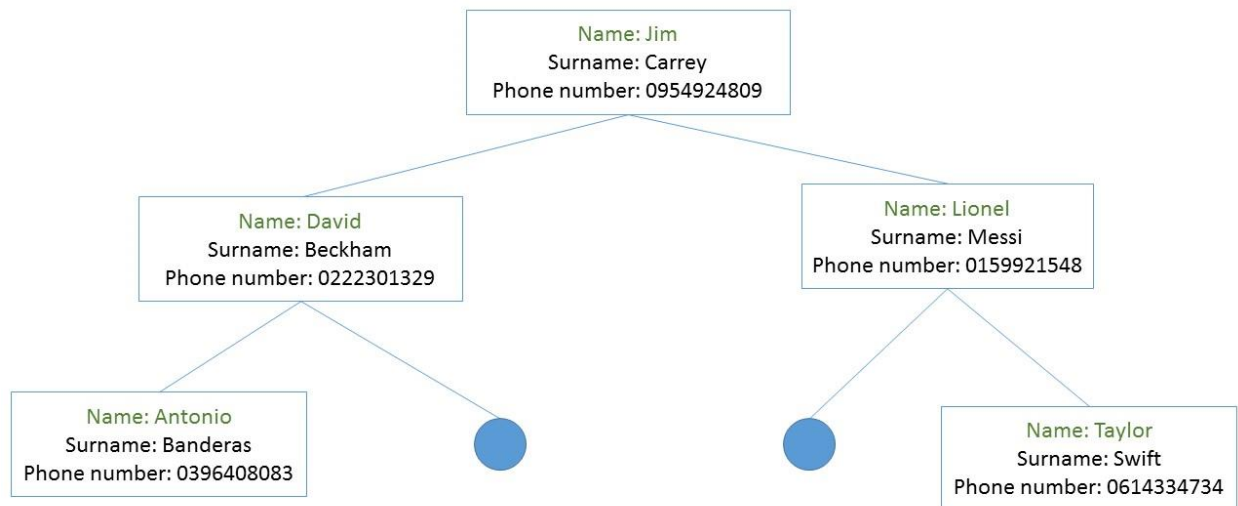 Name: Jim
Surname: Carrey
Phone number: 0954924809
Name: David
Surname: Beckham
Phone number: 0222301329
Name: Lionel
Surname: Messi
Phone number: 0159921548
Name: Antonio
Surname: Banderas
Phone number: 0396408083
Name: Taylor
Surname: Swift
Phone number: 0614334734